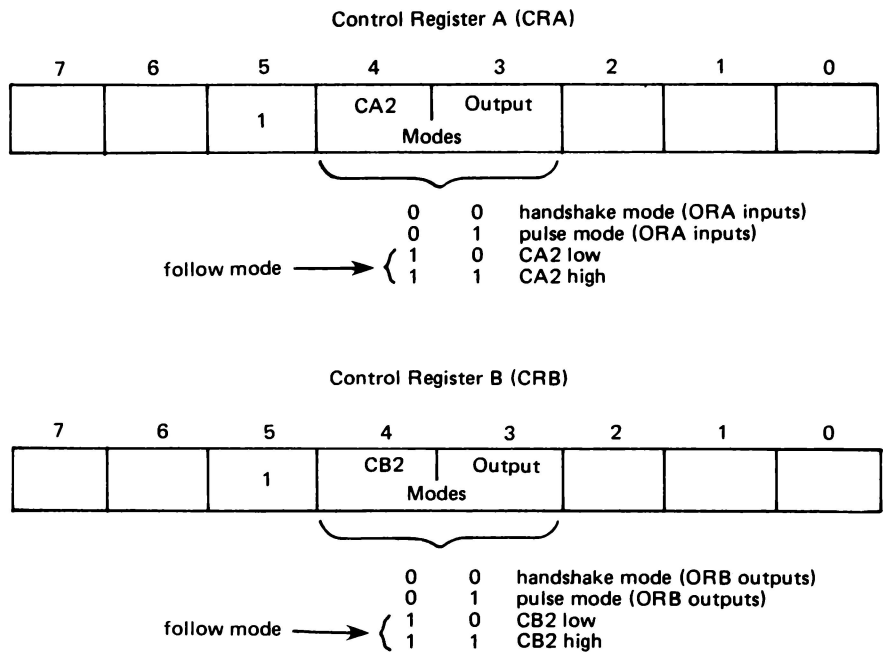 Control Register A (CRA)
7 6 5 4 3 2 1 0
1 CA2 Output
Modes
0 0 handshake mode (ORA inputs)
0 1 pulse mode (ORA inputs)
follow mode { 1 0 CA2 low
1 1 CA2 high
Control Register B (CRB)
7 6 5 4 3 2 1 0
1 CB2 Output
Modes
0 0 handshake mode (ORB outputs)
0 1 pulse mode (ORB outputs)
follow mode { 1 0 CB2 low
1 1 CB2 high